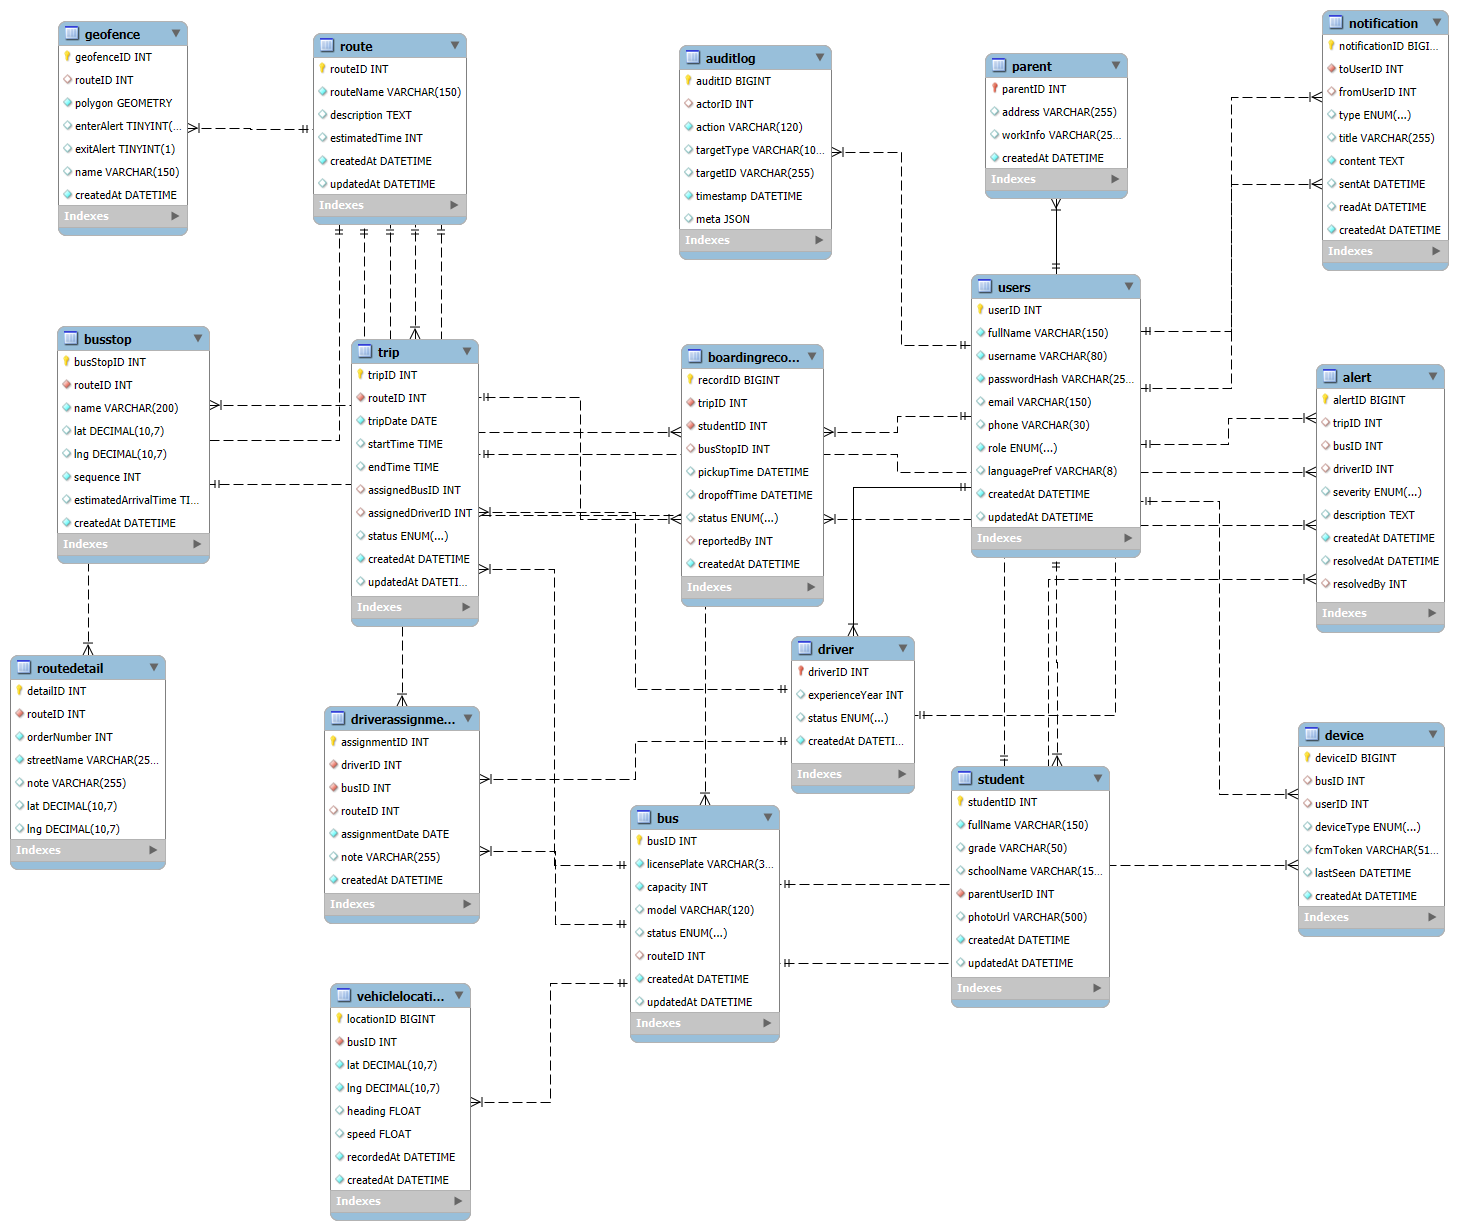 geofence
geofenceID INT
routeID INT
polygon GEOMETRY
enterAlert TINYINT(...
exitAlert TINYINT(1)
name VARCHAR(150)
createdAt DATETIME
Indexes
route
routeID INT
routeName VARCHAR(150)
description TEXT
estimatedTime INT
createdAt DATETIME
updatedAt DATETIME
Indexes
auditlog
auditID BIGINT
actorID INT
action VARCHAR(120)
targetType VARCHAR(10...
targetID VARCHAR(255)
timestamp DATETIME
meta JSON
Indexes
parent
parentID INT
address VARCHAR(255)
workInfo VARCHAR(25...
createdAt DATETIME
Indexes
notification
notificationID BIGI...
toUserID INT
fromUserID INT
type ENUM(...)
title VARCHAR(255)
content TEXT
sentAt DATETIME
readAt DATETIME
createdAt DATETIME
Indexes
busstop
busStopID INT
routeID INT
name VARCHAR(200)
lat DECIMAL(10,7)
lng DECIMAL(10,7)
sequence INT
estimatedArrivalTime TI...
createdAt DATETIME
Indexes
trip
tripID INT
routeID INT
tripDate DATE
startTime TIME
endTime TIME
assignedBusID INT
assignedDriverID INT
status ENUM(...)
createdAt DATETIME
updatedAt DATETI...
Indexes
boardingreco...
recordID BIGINT
tripID INT
studentID INT
busStopID INT
pickupTime DATETIME
dropoffTime DATETIME
status ENUM(...)
reportedBy INT
createdAt DATETIME
Indexes
users
userID INT
fullName VARCHAR(150)
username VARCHAR(80)
passwordHash VARCHAR(25...
email VARCHAR(150)
phone VARCHAR(30)
role ENUM(...)
languagePref VARCHAR(8)
createdAt DATETIME
updatedAt DATETIME
Indexes
alert
alertID BIGINT
tripID INT
busID INT
driverID INT
severity ENUM(...)
description TEXT
createdAt DATETIME
resolvedAt DATETIME
resolvedBy INT
Indexes
routedetail
detailID INT
routeID INT
orderNumber INT
streetName VARCHAR(25...
note VARCHAR(255)
lat DECIMAL(10,7)
lng DECIMAL(10,7)
Indexes
driverassignme...
assignmentID INT
driverID INT
busID INT
routeID INT
assignmentDate DATE
note VARCHAR(255)
createdAt DATETIME
Indexes
driver
driverID INT
experienceYear INT
status ENUM(...)
createdAt DATETI...
Indexes
bus
busID INT
licensePlate VARCHAR(3...
capacity INT
model VARCHAR(120)
status ENUM(...)
routeID INT
createdAt DATETIME
updatedAt DATETIME
Indexes
student
studentID INT
fullName VARCHAR(150)
grade VARCHAR(50)
schoolName VARCHAR(15...
parentUserID INT
photoUrl VARCHAR(500)
createdAt DATETIME
updatedAt DATETIME
Indexes
device
deviceID BIGINT
busID INT
userID INT
deviceType ENUM(...)
fcmToken VARCHAR(51...
lastSeen DATETIME
createdAt DATETIME
Indexes
vehiclelocati...
locationID BIGINT
busID INT
lat DECIMAL(10,7)
lng DECIMAL(10,7)
heading FLOAT
speed FLOAT
recordedAt DATETIME
createdAt DATETIME
Indexes